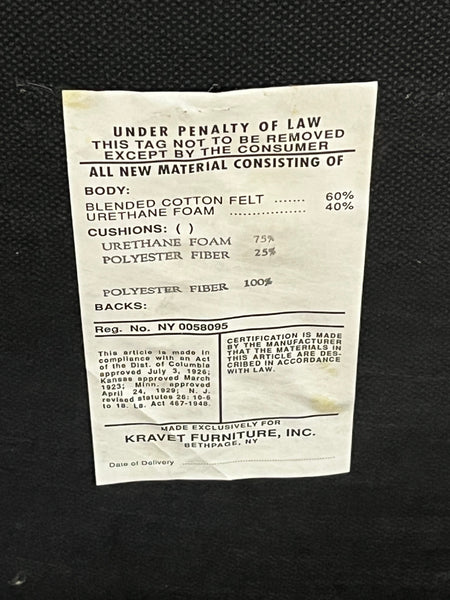 UNDER PENALTY OF LAW
THIS TAG NOT TO BE REMOVED
EXCEPT BY THE CONSUMER
ALL NEW MATERIAL CONSISTING OF
BODY:
BLENDED COTTON FELT ....... 60%
URETHANE FOAM ................. 40%
CUSHIONS: ( )
URETHANE FOAM 75%
POLYESTER FIBER 25%
POLYESTER FIBER 100%
BACKS:
Reg. No. NY 0058095
This article is made in
compliance with an Act
of the Dist. of Columbia
approved July 3, 1926;
Kansas approved March
1923; Minn. approved
April 24, 1929; N. J.
revised statutes 26: 10-6
to 18. La. Act 467-1948.
CERTIFICATION IS MADE
BY THE MANUFACTURER
THAT THE MATERIALS IN
THIS ARTICLE ARE DES-
CRIBED IN ACCORDANCE
WITH LAW.
MADE EXCLUSIVELY FOR
KRAVET FURNITURE, INC.
BETHPAGE, NY
Date of Delivery